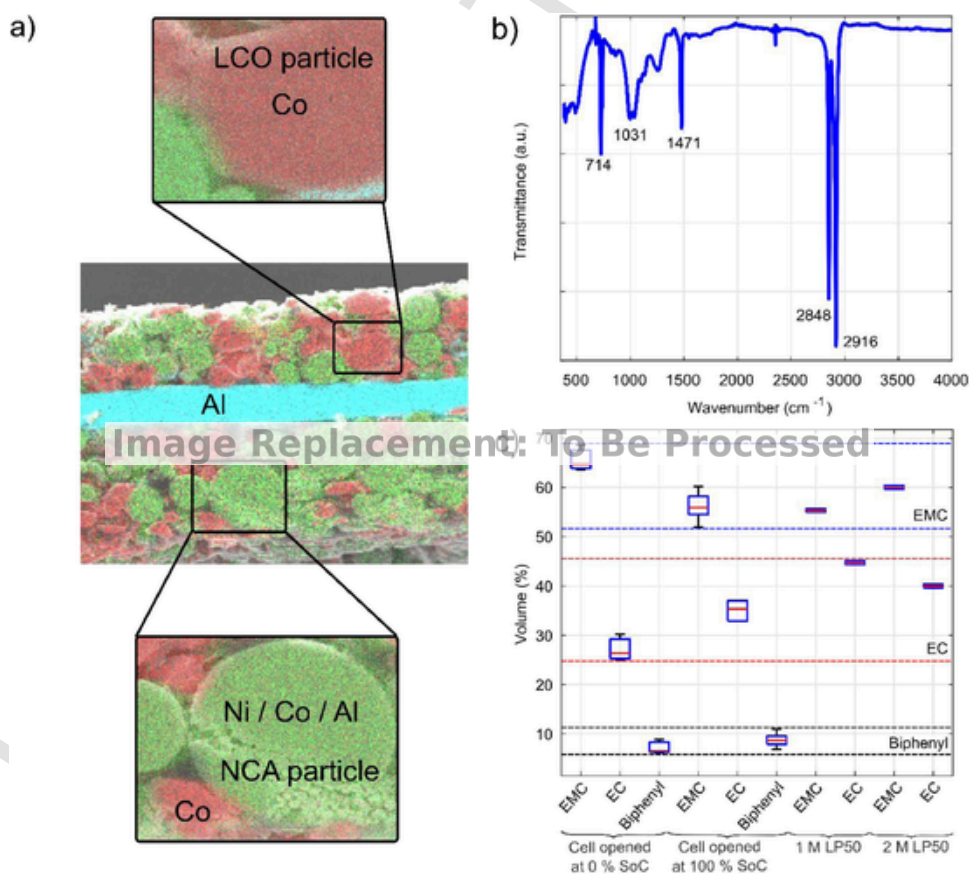 a)
LCO particle
Co
Al
Ni / Co / Al
NCA particle
Co
b)
Transmittance (a.u.)
714
1031
1471
2848
2916
500 1000 1500 2000 2500 3000 3500 4000
Wavenumber (cm -1)
Image Replacement: To Be Processed
Volume (%)
70
60
50
40
30
20
10
EMC
EC
Biphenyl
EMC EC Biphenyl EMC EC Biphenyl EMC EC EMC EC
Cell opened at 0 % SoC
Cell opened at 100 % SoC
1 M LP50
2 M LP50